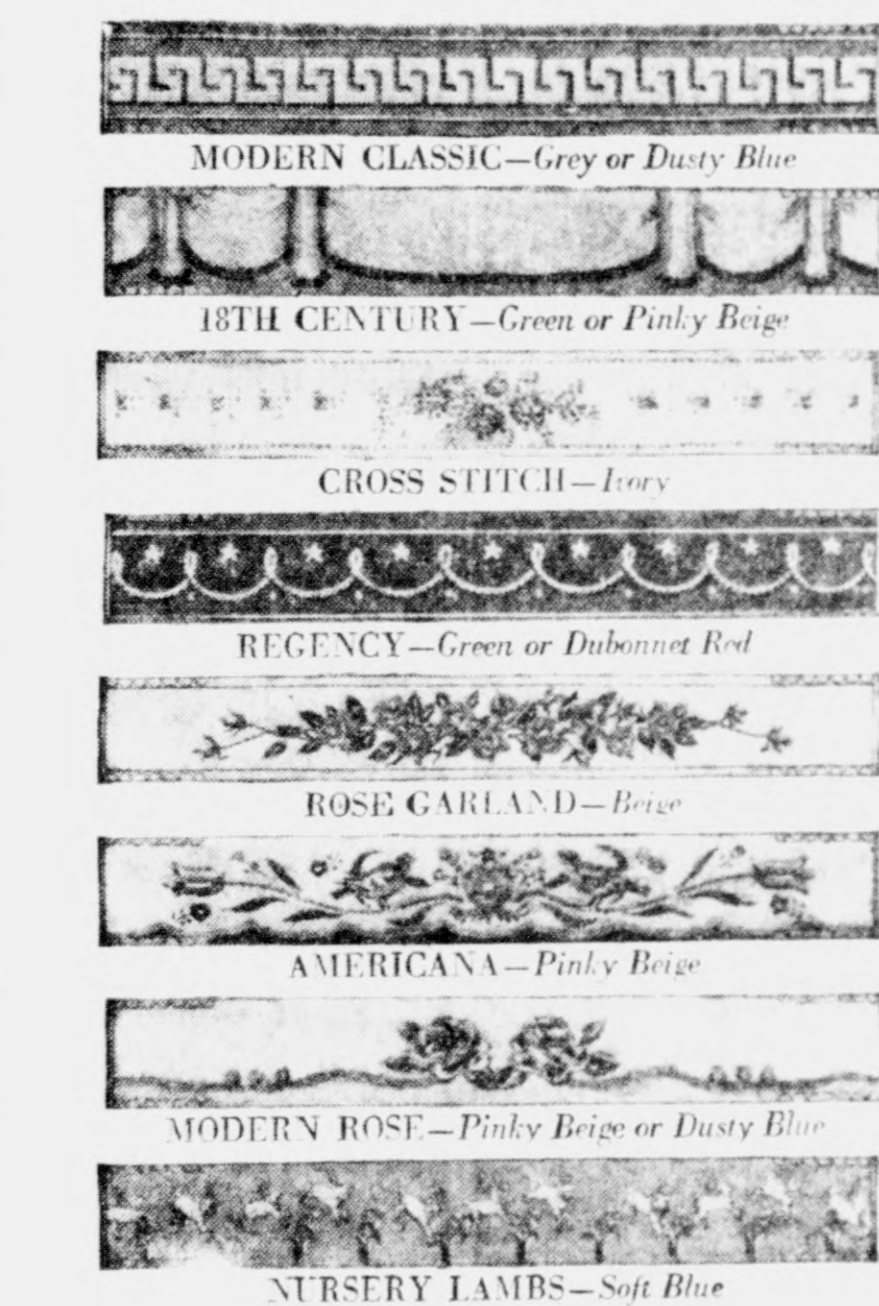 MODERN CLASSIC—Grey or Dusty Blue
18TH CENTURY—Green or Pinky Beige
CROSS STITCH—Ivory
REGENCY—Green or Dubonnet Red
ROSE GARLAND—Beige
AMERICANA—Pinky Beige
MODERN ROSE—Pinky Beige or Dusty Blue
NURSERY LAMBS—Soft Blue